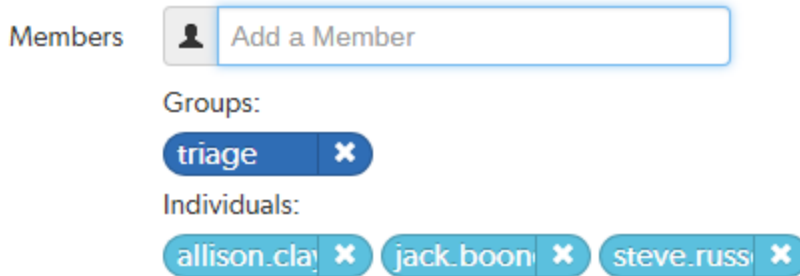 Members Add a Member
Groups:
triage
Individuals:
allison.clay jack.boon steve.russ